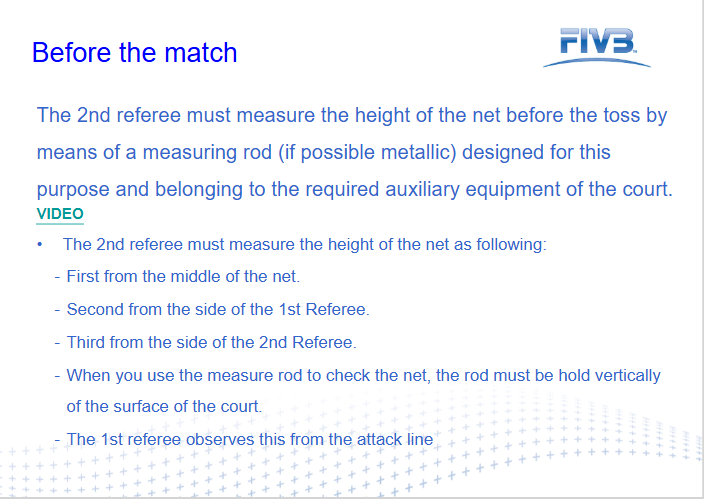 Before the match
FIVB
The 2nd referee must measure the height of the net before the toss by
means of a measuring rod (if possible metallic) designed for this
purpose and belonging to the required auxiliary equipment of the court.
VIDEO
• The 2nd referee must measure the height of the net as following:
- First from the middle of the net.
- Second from the side of the 1st Referee.
- Third from the side of the 2nd Referee.
- When you use the measure rod to check the net, the rod must be hold vertically
of the surface of the court.
- The 1st referee observes this from the attack line